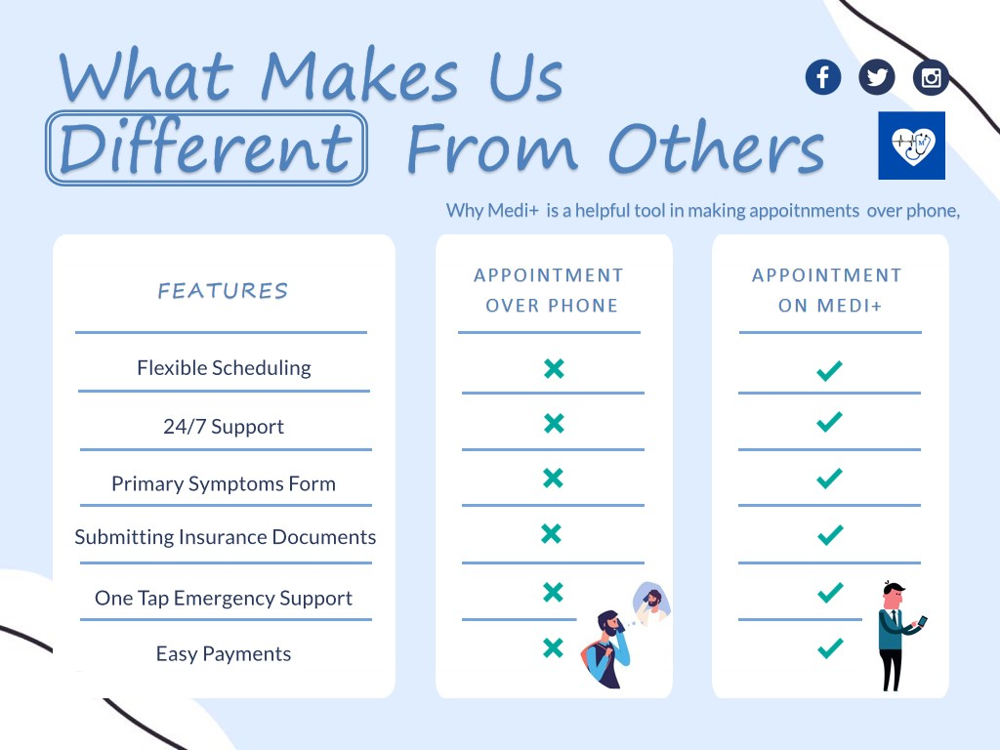 What Makes Us
Different From Others
Why Medi+ is a helpful tool in making appoitnments over phone,
FEATURES
APPOINTMENT
OVER PHONE
APPOINTMENT
ON MEDI+
Flexible Scheduling
24/7 Support
Primary Symptoms Form
Submitting Insurance Documents
One Tap Emergency Support
Easy Payments